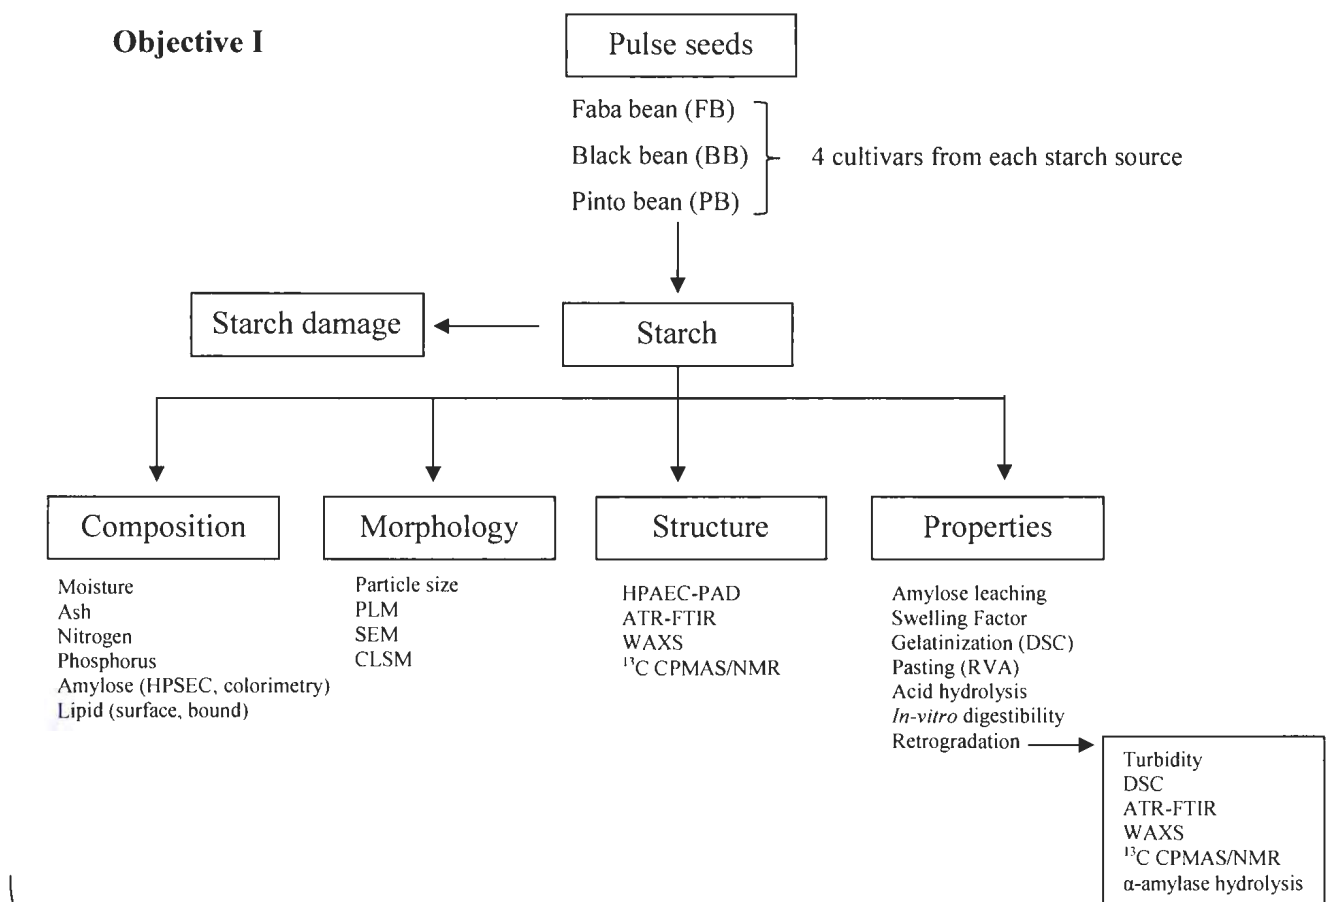 Objective I
Pulse seeds
Faba bean (FB)
Black bean (BB)
Pinto bean (PB)
4 cultivars from each starch source
Starch damage
Starch
Composition
Moisture
Ash
Nitrogen
Phosphorus
Amylose (HPSEC, colorimetry)
Lipid (surface, bound)
Morphology
Particle size
PLM
SEM
CLSM
Structure
HPAEC-PAD
ATR-FTIR
WAXS
¹³C CPMAS/NMR
Properties
Amylose leaching
Swelling Factor
Gelatinization (DSC)
Pasting (RVA)
Acid hydrolysis
In-vitro digestibility
Retrogradation
Turbidity
DSC
ATR-FTIR
WAXS
¹³C CPMAS/NMR
α-amylase hydrolysis